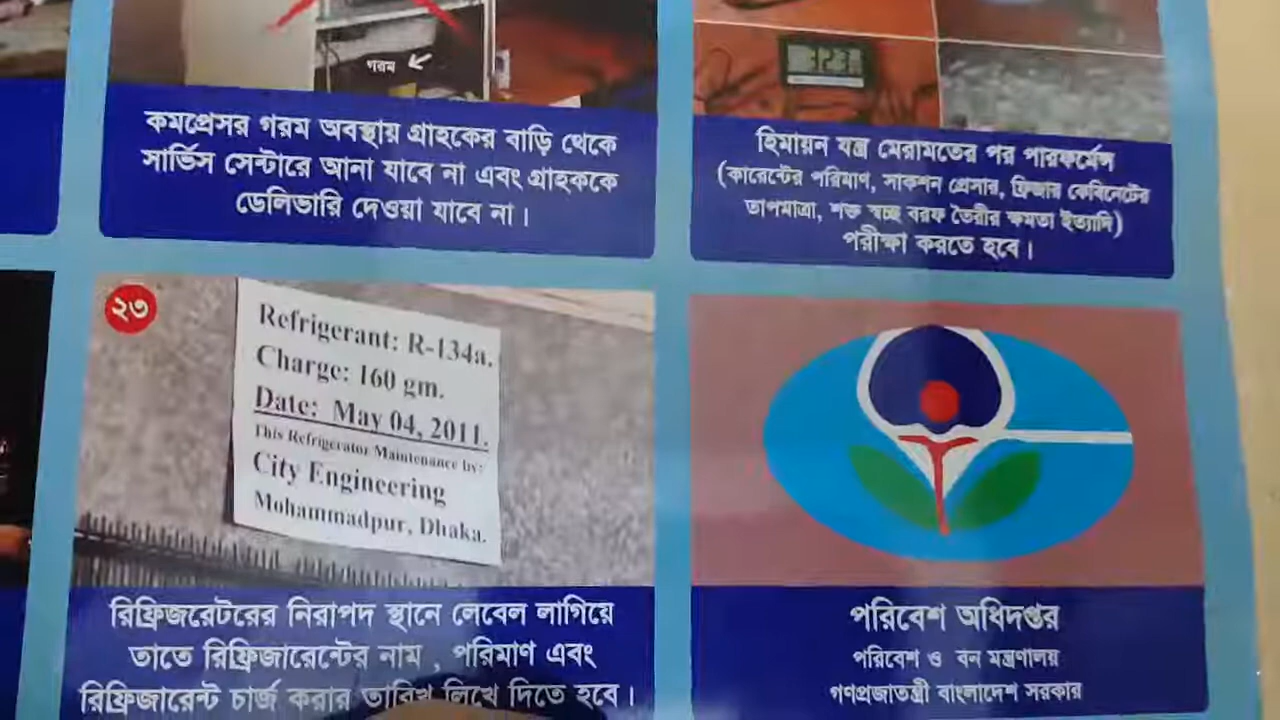 গরম
কমপ্রেসর গরম অবস্থায় গ্রাহকের বাড়ি থেকে
সার্ভিস সেন্টারে আনা যাবে না এবং গ্রাহককে
ডেলিভারি দেওয়া যাবে না।
হিমায়ন যন্ত্র মেরামতের পর পারফর্মেন্স
(কারেন্টের পরিমাণ, সাকশন প্রেসার, ফ্রিজার কেবিনেটের
তাপমাত্রা, শক্ত স্বচ্ছ বরফ তৈরীর ক্ষমতা ইত্যাদি)
পরীক্ষা করতে হবে।
২৩
Refrigerant: R-134a.
Charge: 160 gm.
Date: May 04, 2011.
This Refrigerator Maintenance by:
City Engineering
Mohammadpur, Dhaka.
রিফ্রিজরেটরের নিরাপদ স্থানে লেবেল লাগিয়ে
তাতে রিফ্রিজারেন্টের নাম , পরিমাণ এবং
রিফ্রিজারেন্ট চার্জ করার তারিখ লিখে দিতে হবে।
পরিবেশ অধিদপ্তর
পরিবেশ ও বন মন্ত্রণালয়
গণপ্রজাতন্ত্রী বাংলাদেশ সরকার